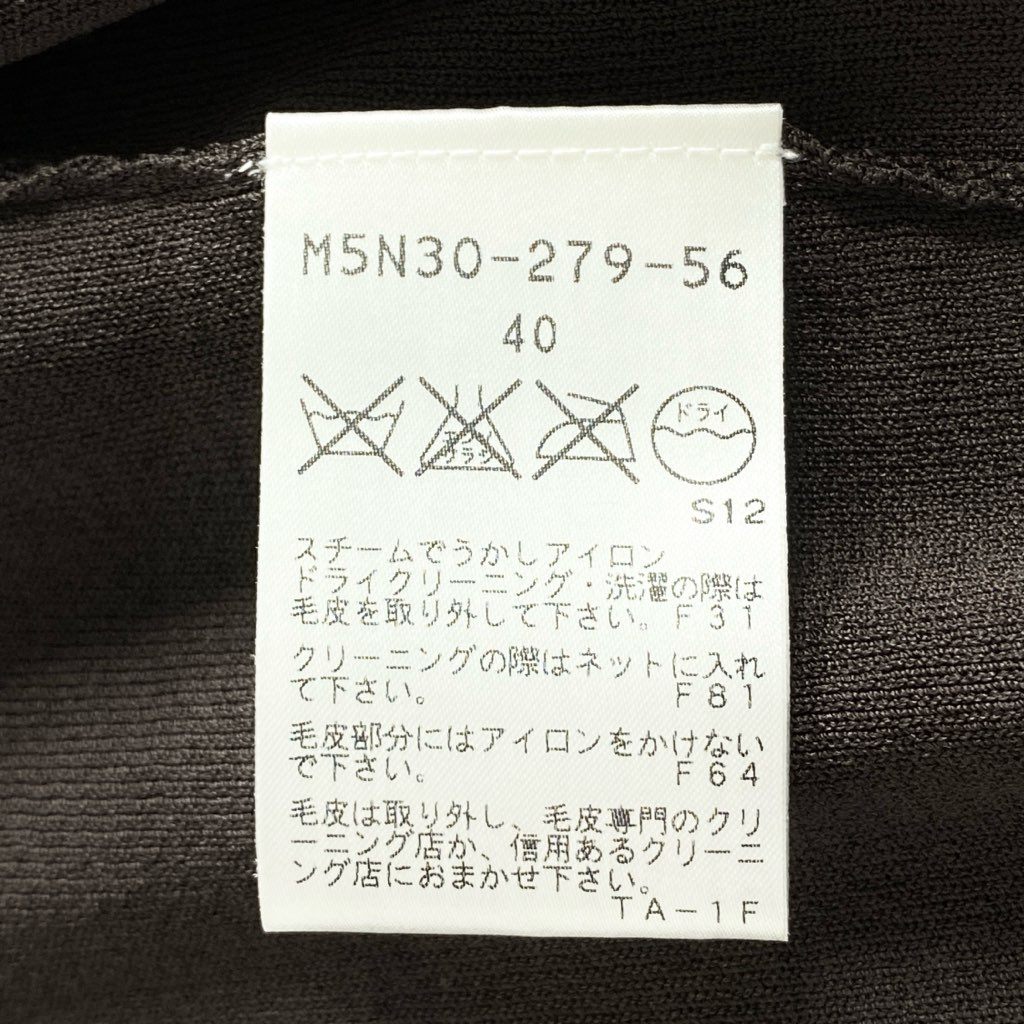 M5N30-279-56
40
エンソ
サラシ
ドライ
S12
スチームでうかしアイロン
ドライクリーニング・洗濯の際は
毛皮を取り外して下さい。F31
クリーニングの際はネットに入れ
て下さい。 F81
毛皮部分にはアイロンをかけない
で下さい。 F64
毛皮は取り外し、毛皮専門のクリ
ーニング店か、信用あるクリーニ
ング店におまかせ下さい。
TA-1F